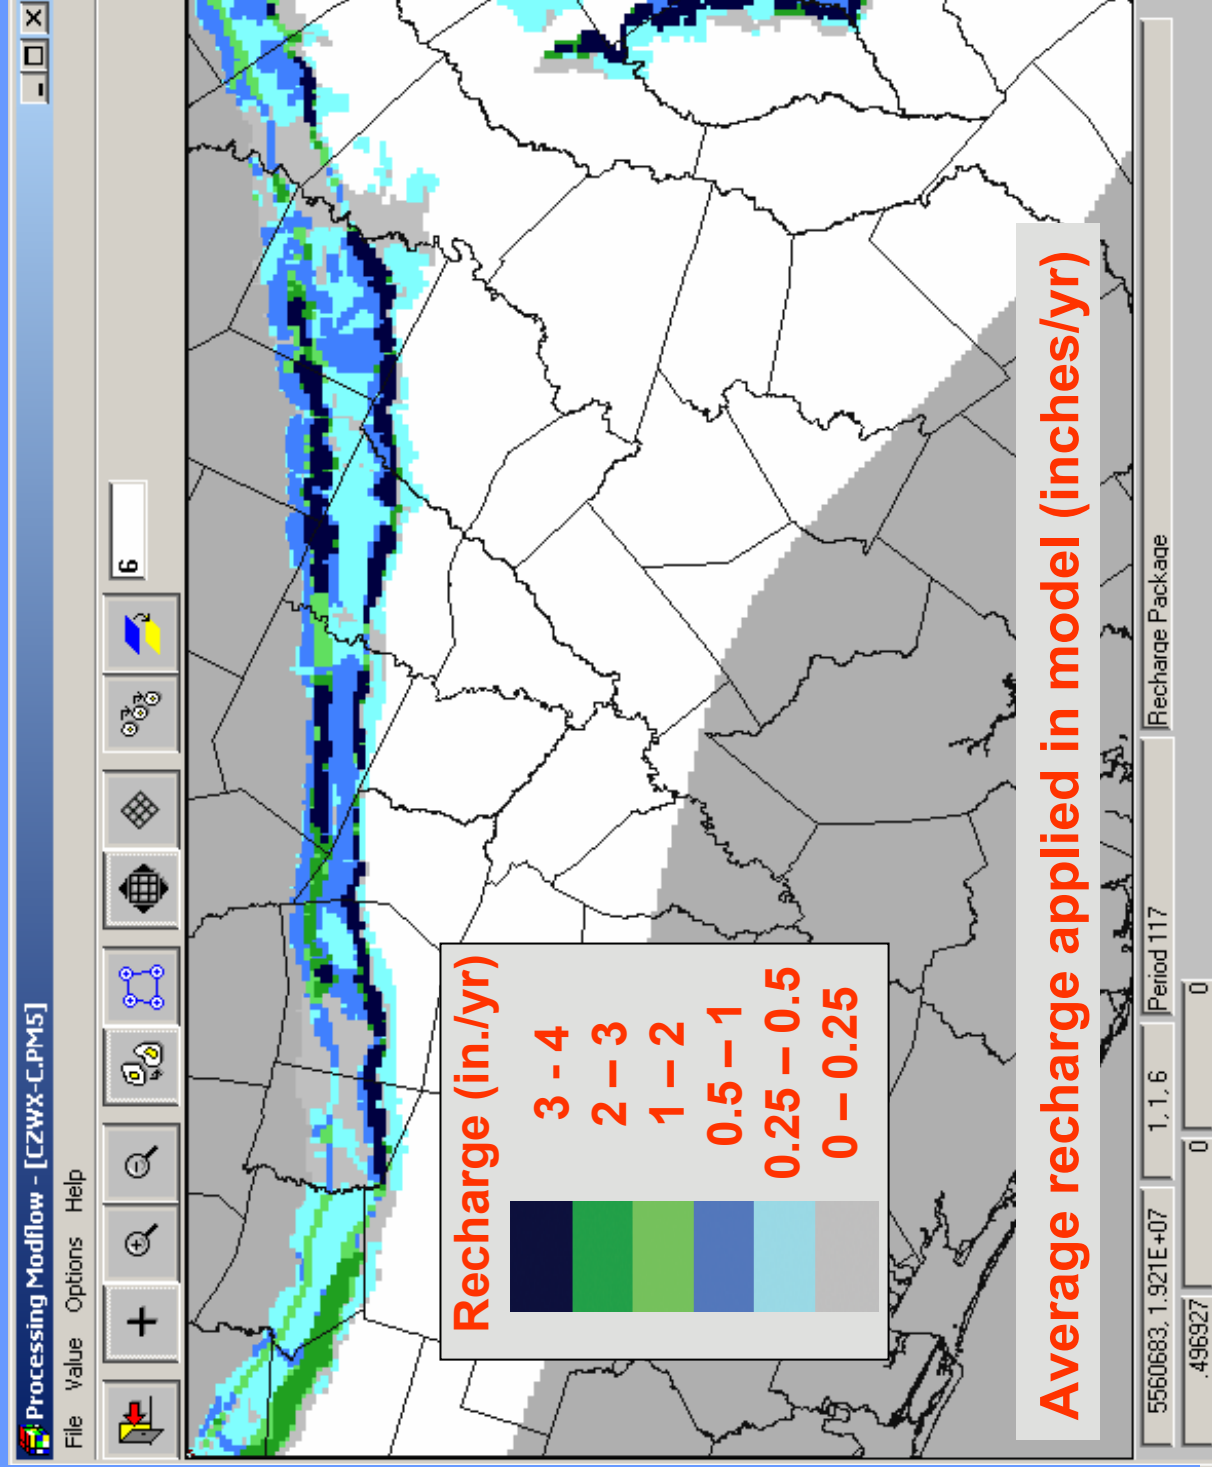 Processing Modflow - [CZWX-C.PM5]
File Value Options Help
6
Recharge (in./yr)
3 - 4
2 – 3
1 – 2
0.5 – 1
0.25 – 0.5
0 – 0.25
Average recharge applied in model (inches/yr)
5560683, 1.921E+07
1, 1, 6
Period 117
Recharge Package
.496927
0
0